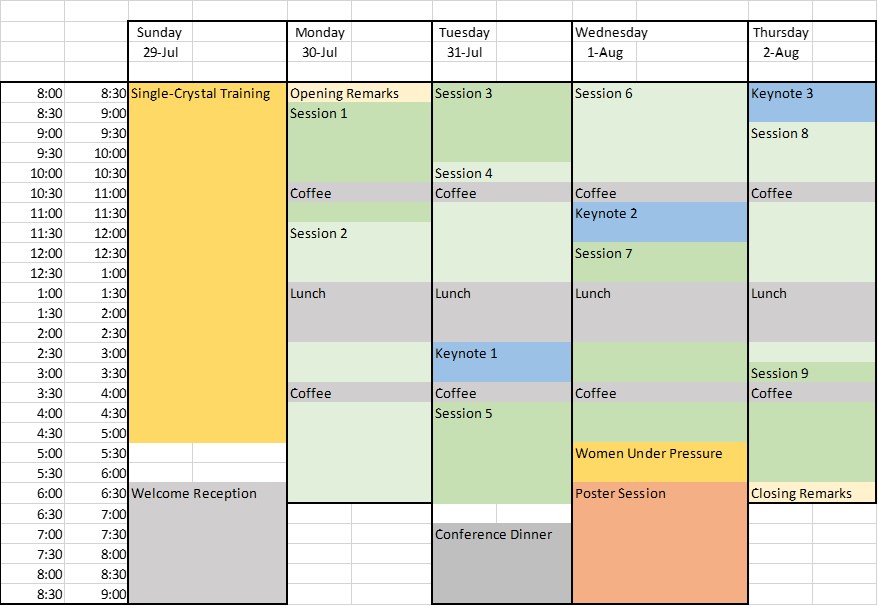 Sunday Monday Tuesday Wednesday Thursday
29-Jul 30-Jul 31-Jul 1-Aug 2-Aug
8:00 8:30 Single-Crystal Training Opening Remarks Session 3 Session 6 Keynote 3
8:30 9:00 Session 1
9:00 9:30 Session 8
9:30 10:00
10:00 10:30 Session 4
10:30 11:00 Coffee Coffee Coffee Coffee
11:00 11:30 Keynote 2
11:30 12:00 Session 2
12:00 12:30 Session 7
12:30 1:00
1:00 1:30 Lunch Lunch Lunch Lunch
1:30 2:00
2:00 2:30
2:30 3:00 Keynote 1
3:00 3:30 Session 9
3:30 4:00 Coffee Coffee Coffee Coffee
4:00 4:30 Session 5
4:30 5:00
5:00 5:30 Women Under Pressure
5:30 6:00
6:00 6:30 Welcome Reception Poster Session Closing Remarks
6:30 7:00
7:00 7:30 Conference Dinner
7:30 8:00
8:00 8:30
8:30 9:00